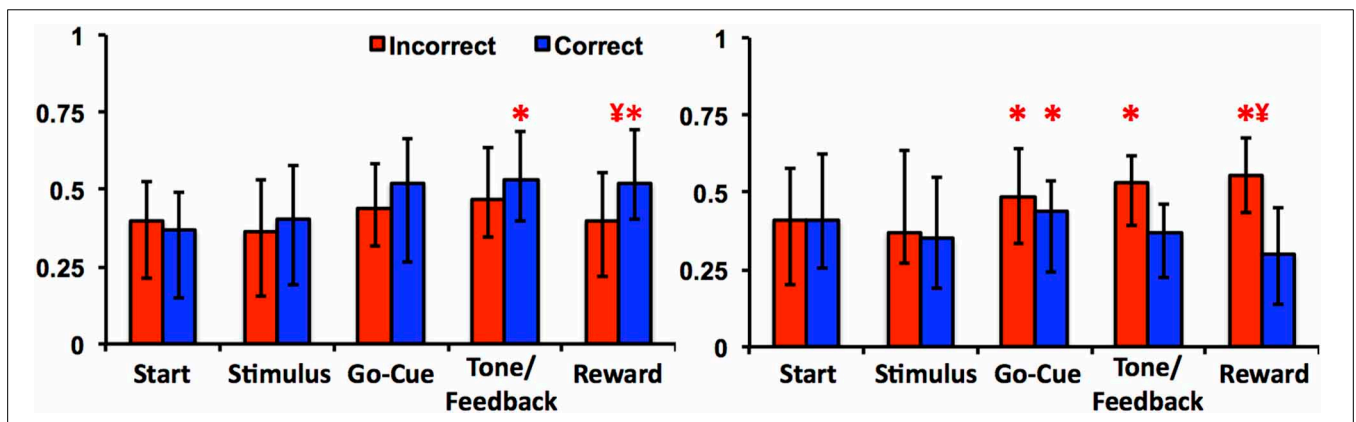 1
0.75
0.5
0.25
0
Incorrect Correct
* ¥*
Start Stimulus Go-Cue Tone/ Reward
Feedback
1
0.75
0.5
0.25
0
* * * *¥
Start Stimulus Go-Cue Tone/ Reward
Feedback